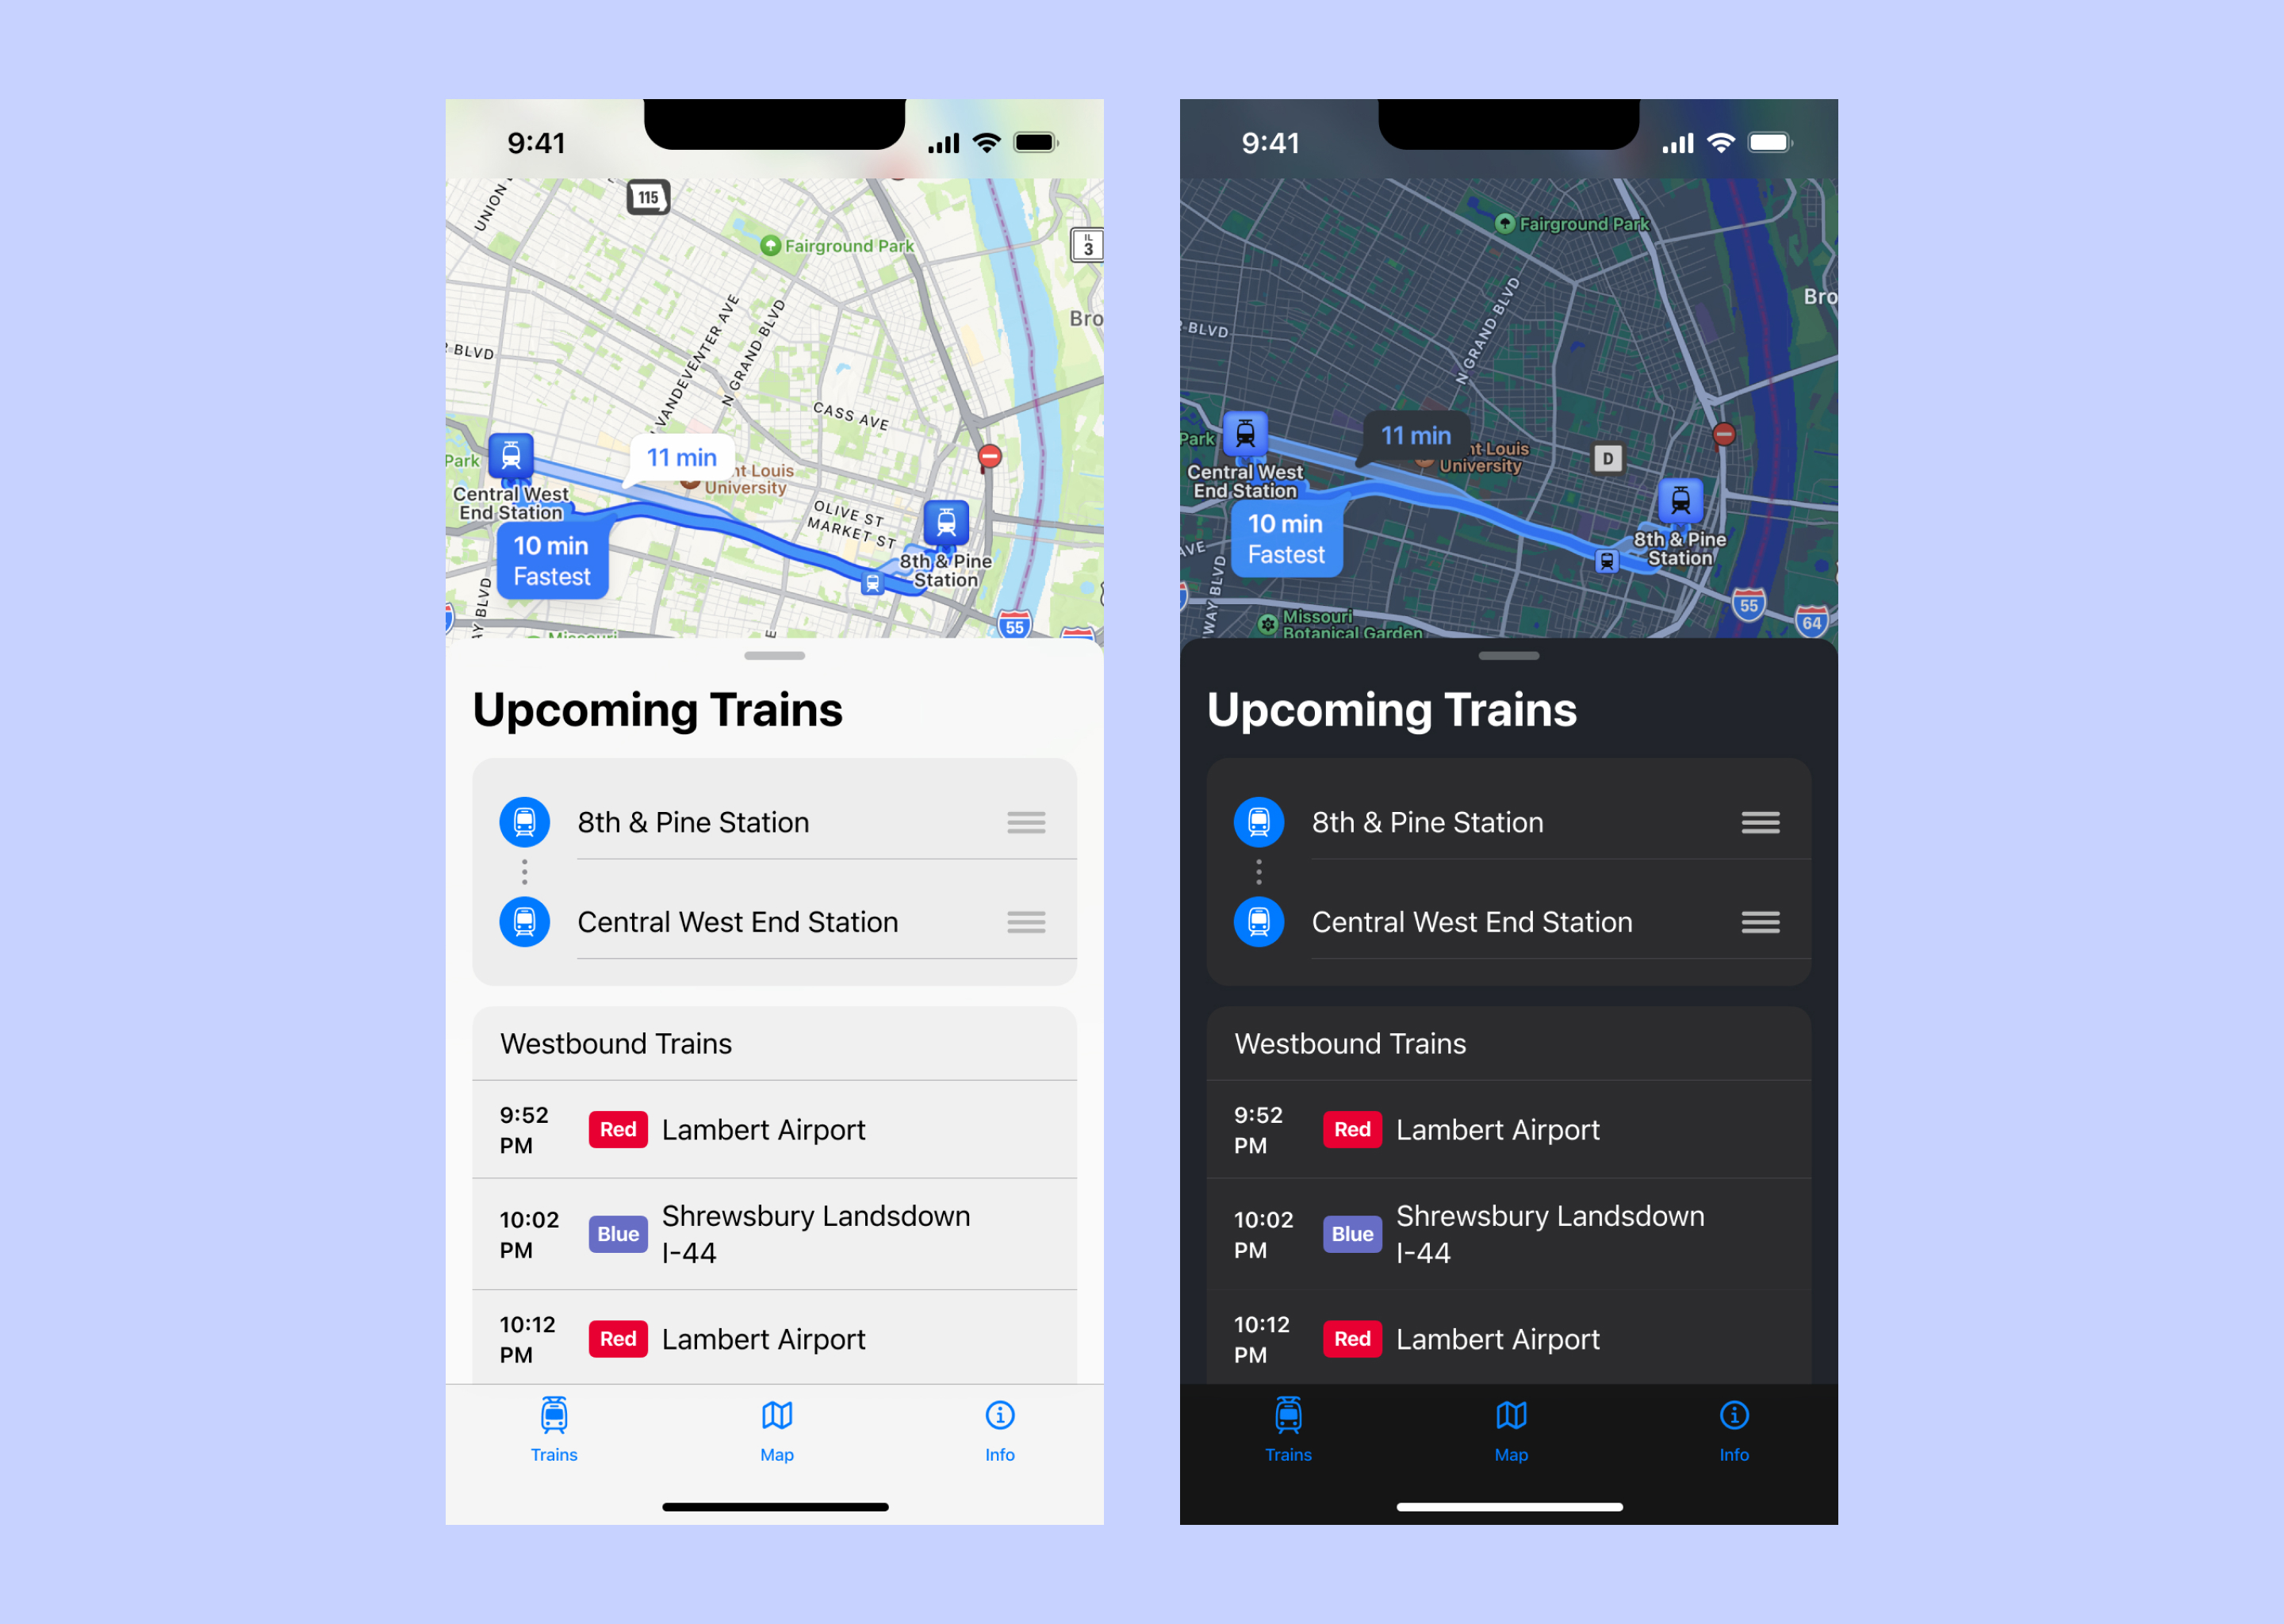 9:41
UNION
115
Fairground Park
IL
3
Bro
BLVD
VANDEVENTER AVE
N GRAND BLVD
CASS AVE
11 min
Park
nt Louis
University
Central West
End Station
OLIVE ST
MARKET ST
10 min
Fastest
8th & Pine
Station
AY BLVD
E
55
Missouri
Upcoming Trains
8th & Pine Station
Central West End Station
Westbound Trains
9:52
PM
Red
Lambert Airport
10:02
PM
Blue
Shrewsbury Landsdown
I-44
10:12
PM
Red
Lambert Airport
Trains
Map
Info
9:41
Fairground Park
Bro
BLVD
N GRAND BLVD
11 min
Park
nt Louis
University
D
Central West
End Station
10 min
Fastest
8th & Pine
Station
AVE
WAY BLVD
55
64
Missouri
Botanical Garden
Upcoming Trains
8th & Pine Station
Central West End Station
Westbound Trains
9:52
PM
Red
Lambert Airport
10:02
PM
Blue
Shrewsbury Landsdown
I-44
10:12
PM
Red
Lambert Airport
Trains
Map
Info